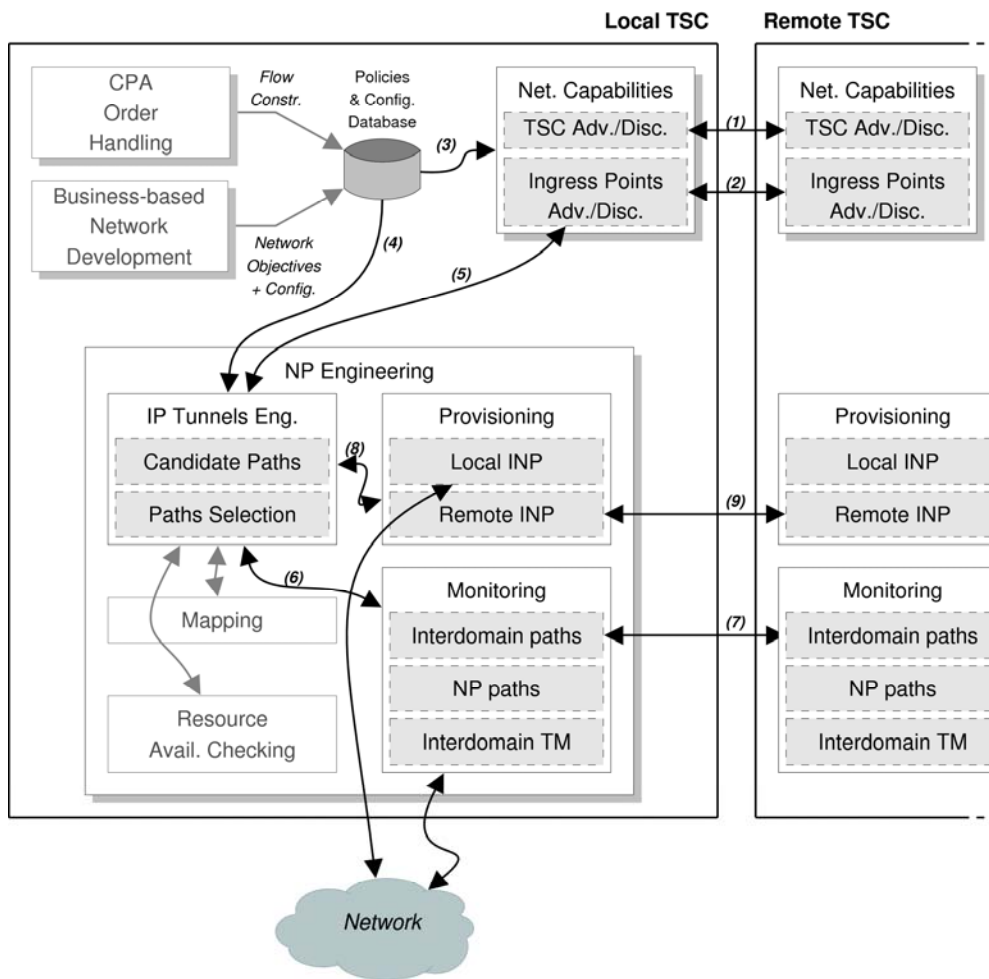 Local TSC
Remote TSC
CPA
Order
Handling
Flow
Constr.
Policies
& Config.
Database
(3)
Net. Capabilities
TSC Adv./Disc.
(1)
Net. Capabilities
TSC Adv./Disc.
Ingress Points
Adv./Disc.
(2)
Ingress Points
Adv./Disc.
Business-based
Network
Development
Network
Objectives
+ Config.
(4)
(5)
NP Engineering
IP Tunnels Eng.
Candidate Paths
Paths Selection
(8)
Provisioning
Local INP
Remote INP
(9)
Provisioning
Local INP
Remote INP
(6)
Mapping
Resource
Avail. Checking
Monitoring
Interdomain paths
NP paths
Interdomain TM
(7)
Monitoring
Interdomain paths
NP paths
Interdomain TM
Network